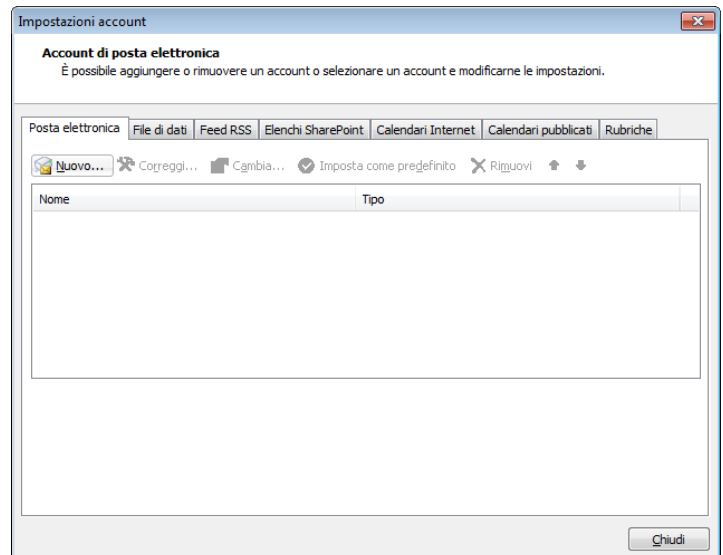 Impostazioni account
Account di posta elettronica
È possibile aggiungere o rimuovere un account o selezionare un account e modificarne le impostazioni.
Posta elettronica File di dati Feed RSS Elenchi SharePoint Calendari Internet Calendari pubblicati Rubriche
Nuovo... Correggi... Cambia... Imposta come predefinito Rimuovi
Nome Tipo
Chiudi